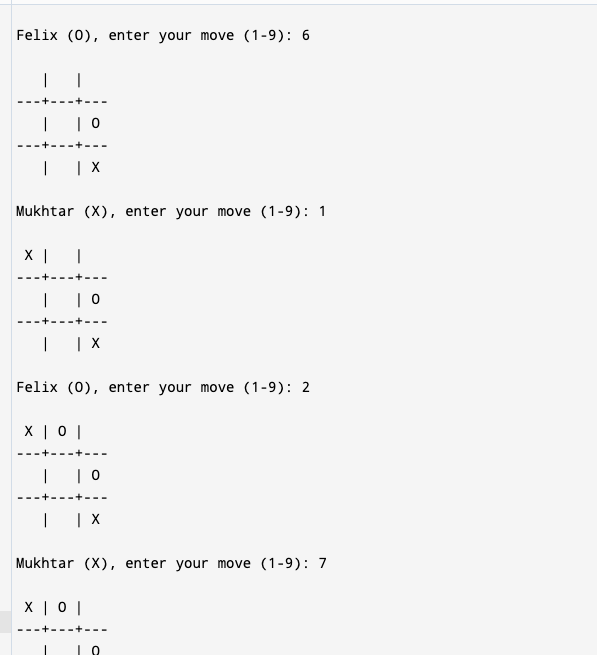 Felix (O), enter your move (1-9): 6
   |   |
---+---+---
   |   | O
---+---+---
   |   | X
Mukhtar (X), enter your move (1-9): 1
 X |   |
---+---+---
   |   | O
---+---+---
   |   | X
Felix (O), enter your move (1-9): 2
 X | O |
---+---+---
   |   | O
---+---+---
   |   | X
Mukhtar (X), enter your move (1-9): 7
 X | O |
---+---+---
   |   | O